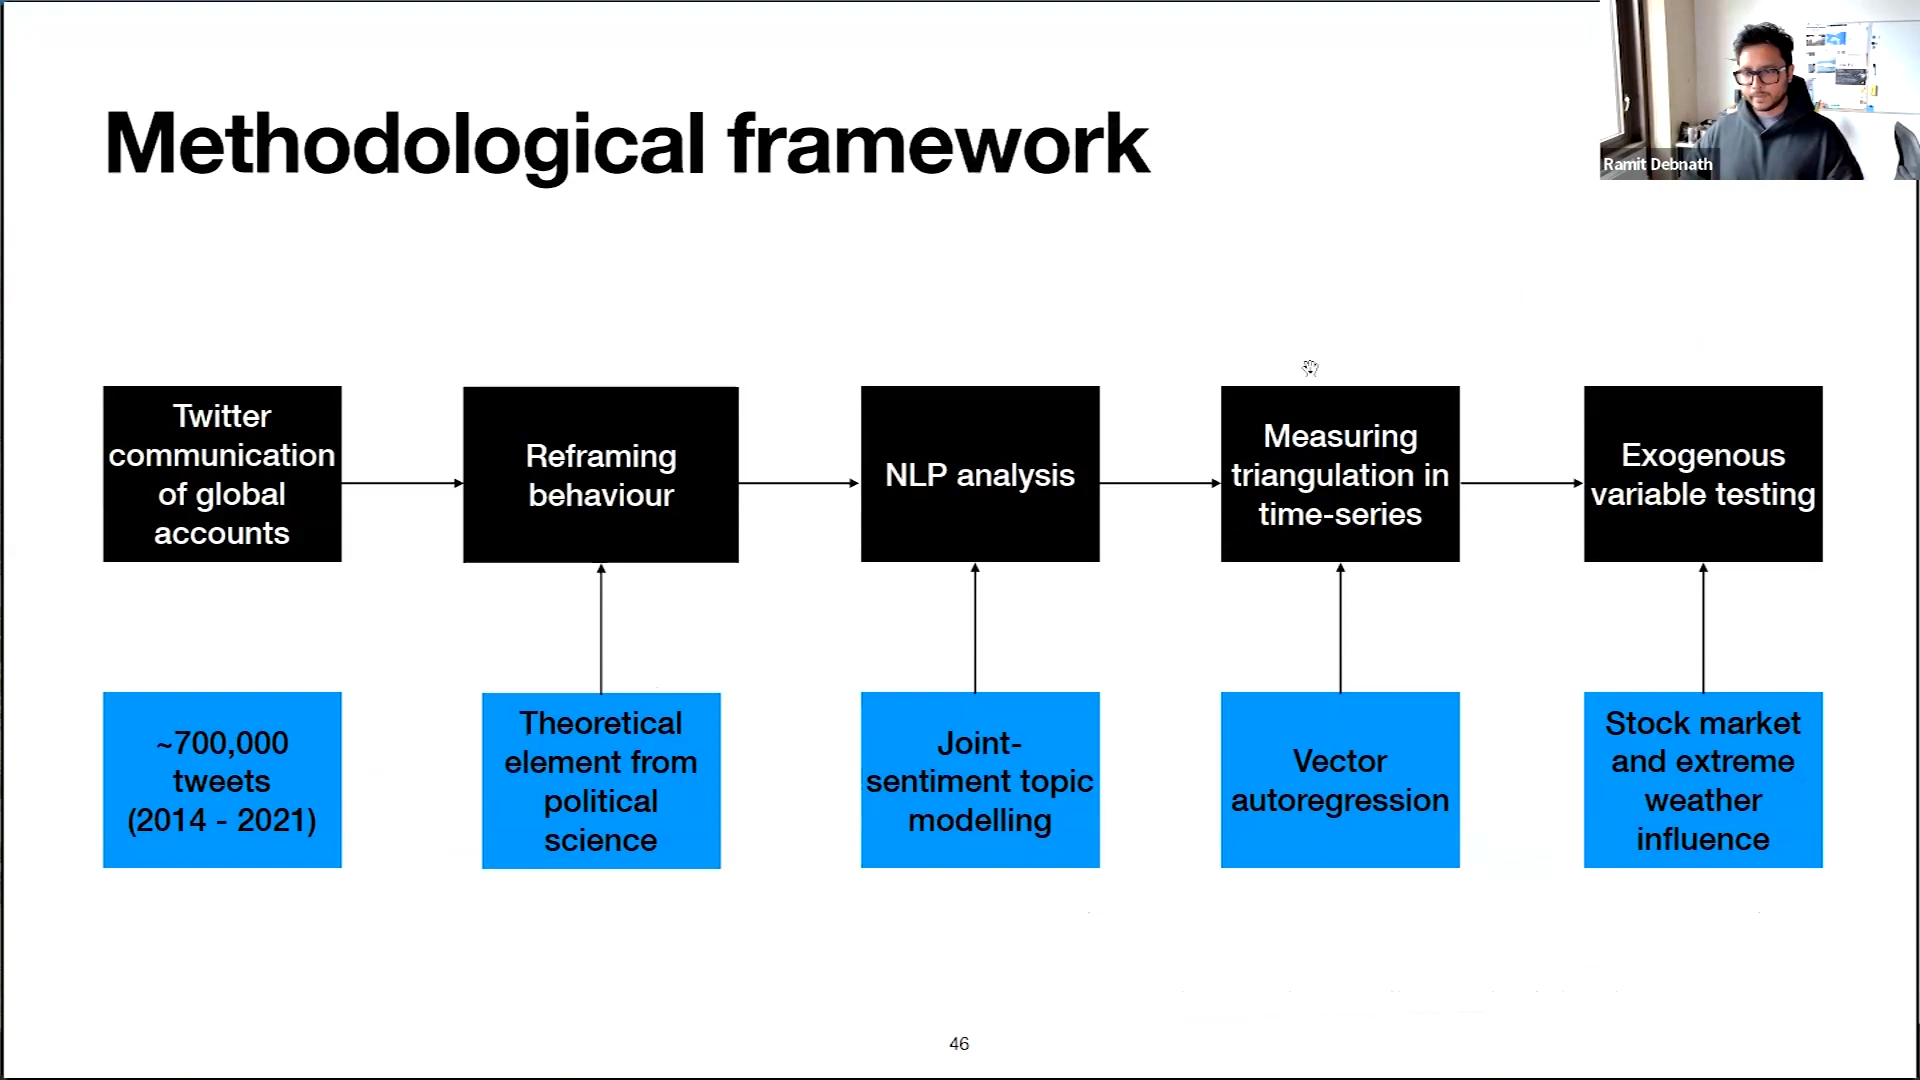 Methodological framework
Ramit Debnath
Twitter
communication
of global
accounts
Reframing
behaviour
NLP analysis
Measuring
triangulation in
time-series
Exogenous
variable testing
~700,000
tweets
(2014 - 2021)
Theoretical
element from
political
science
Joint-
sentiment topic
modelling
Vector
autoregression
Stock market
and extreme
weather
influence
46